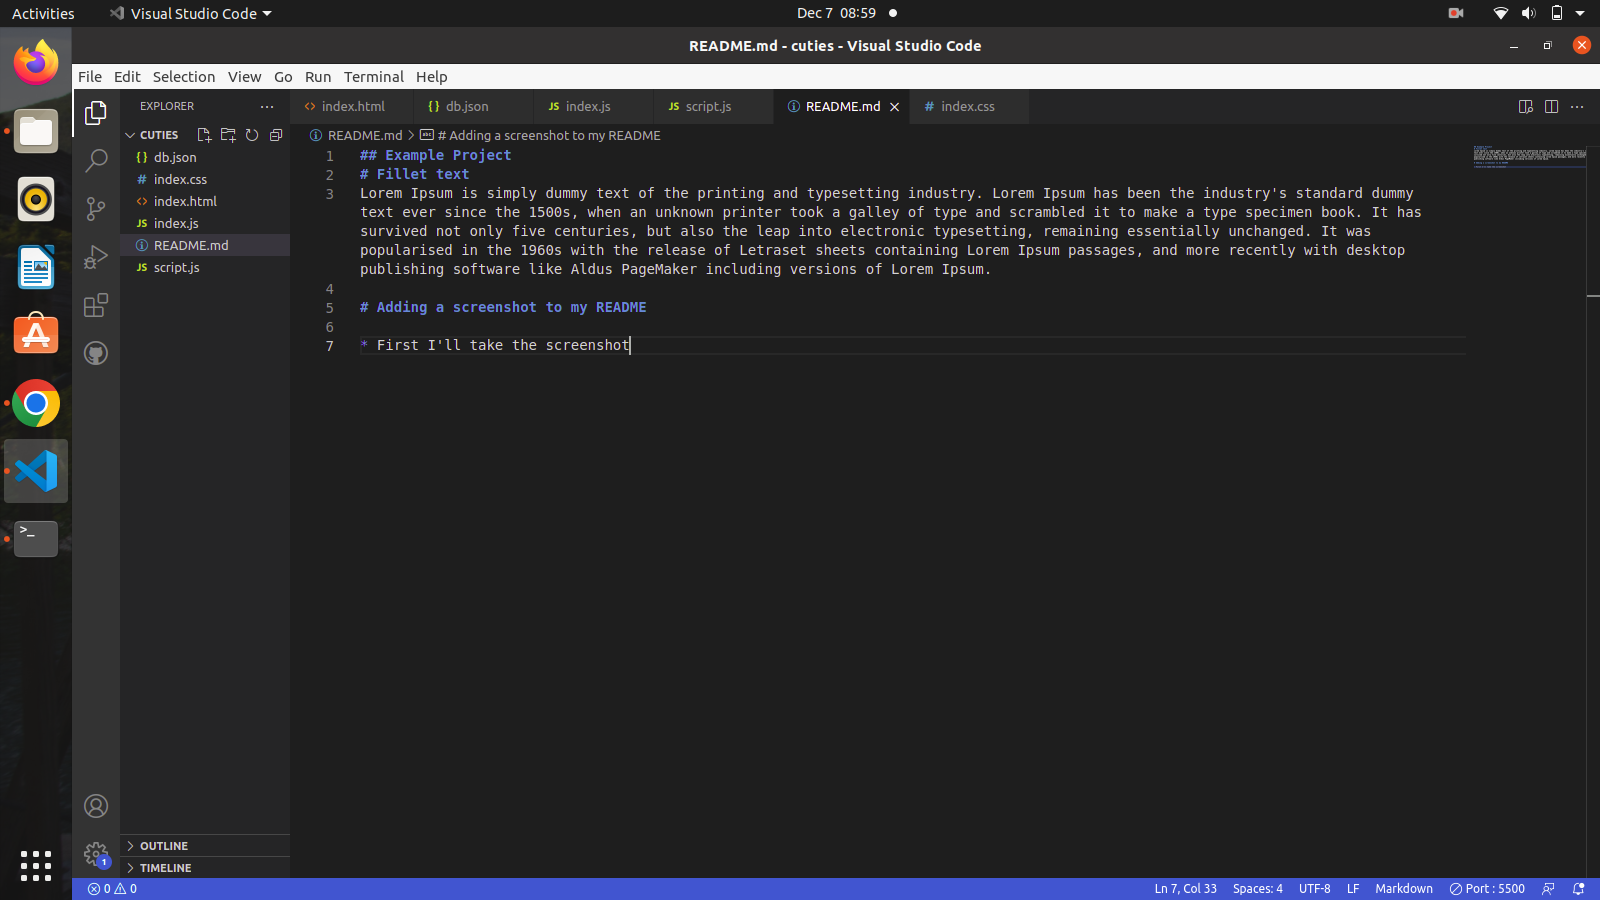 Activities Visual Studio Code Dec 7 08:59
README.md - cuties - Visual Studio Code
File Edit Selection View Go Run Terminal Help
EXPLORER
CUTIES
{} db.json
# index.css
<> index.html
JS index.js
README.md
JS script.js
OUTLINE
TIMELINE
<> index.html {} db.json JS index.js JS script.js README.md # index.css
README.md > abc # Adding a screenshot to my README
1 ## Example Project
2 # Fillet text
3 Lorem Ipsum is simply dummy text of the printing and typesetting industry. Lorem Ipsum has been the industry's standard dummy
text ever since the 1500s, when an unknown printer took a galley of type and scrambled it to make a type specimen book. It has
survived not only five centuries, but also the leap into electronic typesetting, remaining essentially unchanged. It was
popularised in the 1960s with the release of Letraset sheets containing Lorem Ipsum passages, and more recently with desktop
publishing software like Aldus PageMaker including versions of Lorem Ipsum.
4
5 # Adding a screenshot to my README
6
7 * First I'll take the screenshot
>_
1
0 0 Ln 7, Col 33 Spaces: 4 UTF-8 LF Markdown Port : 5500